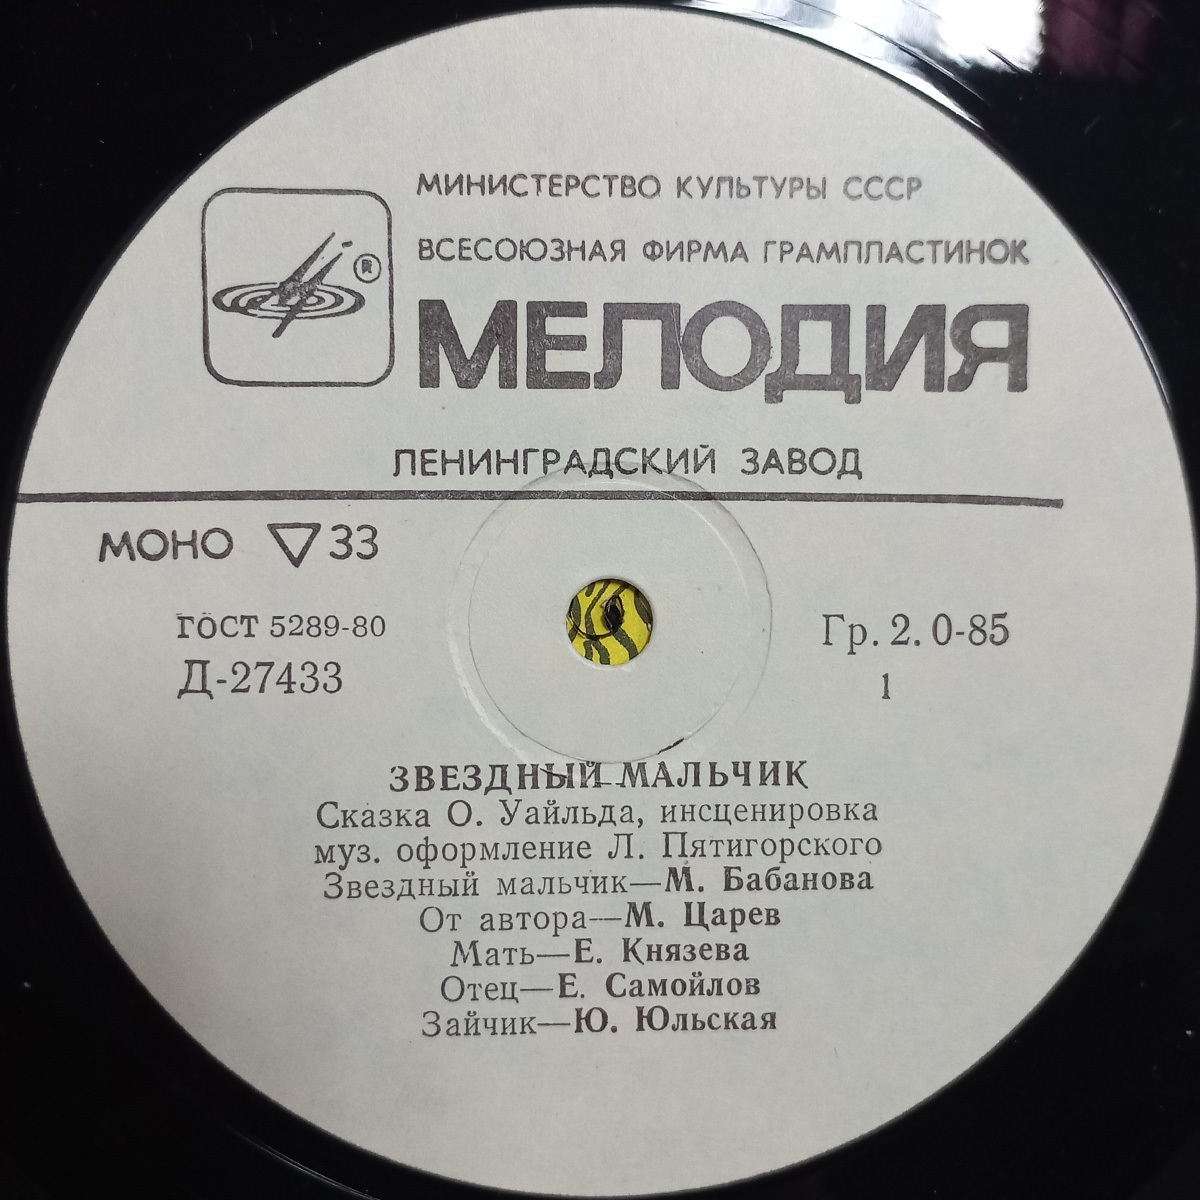 МИНИСТЕРСТВО КУЛЬТУРЫ СССР
ВСЕСОЮЗНАЯ ФИРМА ГРАМПЛАСТИНОК
®
МЕЛОДИЯ
ЛЕНИНГРАДСКИЙ ЗАВОД
МОНО ▽33
ГОСТ 5289-80
Гр. 2. 0-85
Д-27433
1
ЗВЕЗДНЫЙ МАЛЬЧИК
Сказка О. Уайльда, инсценировка
муз. оформление Л. Пятигорского
Звездный мальчик—М. Бабанова
От автора—М. Царев
Мать—Е. Князева
Отец—Е. Самойлов
Зайчик—Ю. Юльская